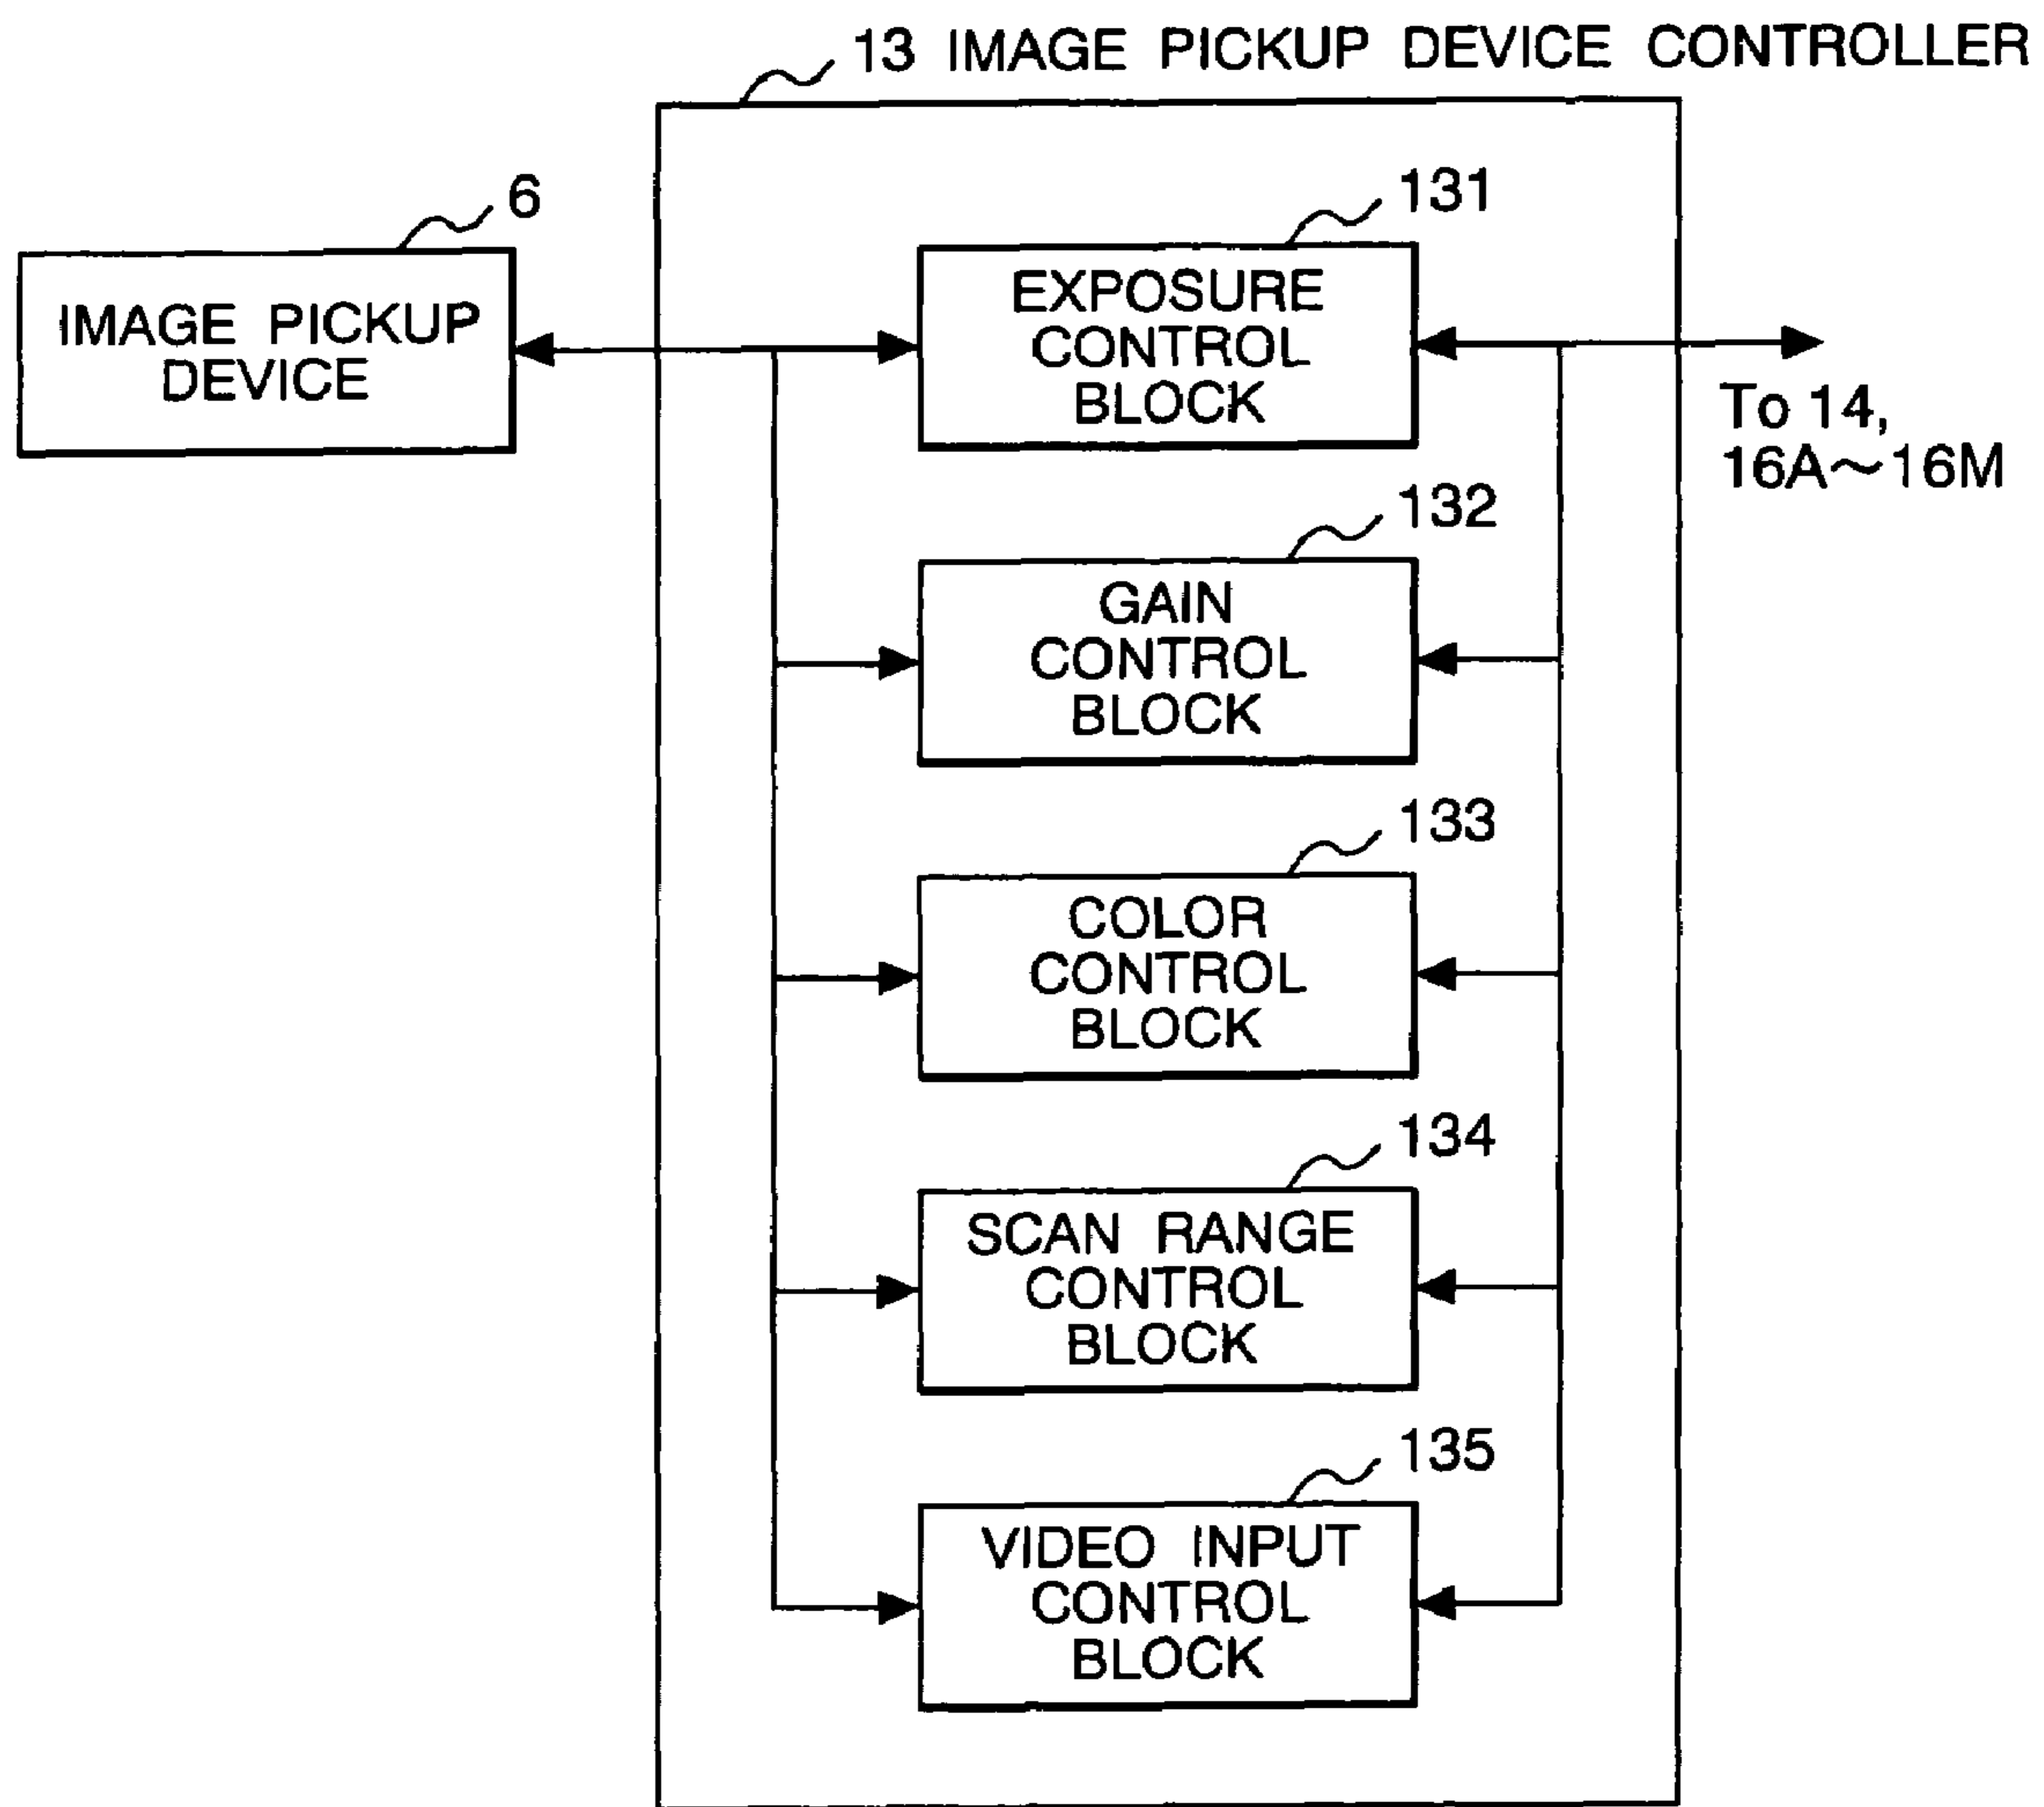 13 IMAGE PICKUP DEVICE CONTROLLER
6
IMAGE PICKUP
DEVICE
131
EXPOSURE
CONTROL
BLOCK
To 14,
16A～16M
132
GAIN
CONTROL
BLOCK
133
COLOR
CONTROL
BLOCK
134
SCAN RANGE
CONTROL
BLOCK
135
VIDEO INPUT
CONTROL
BLOCK